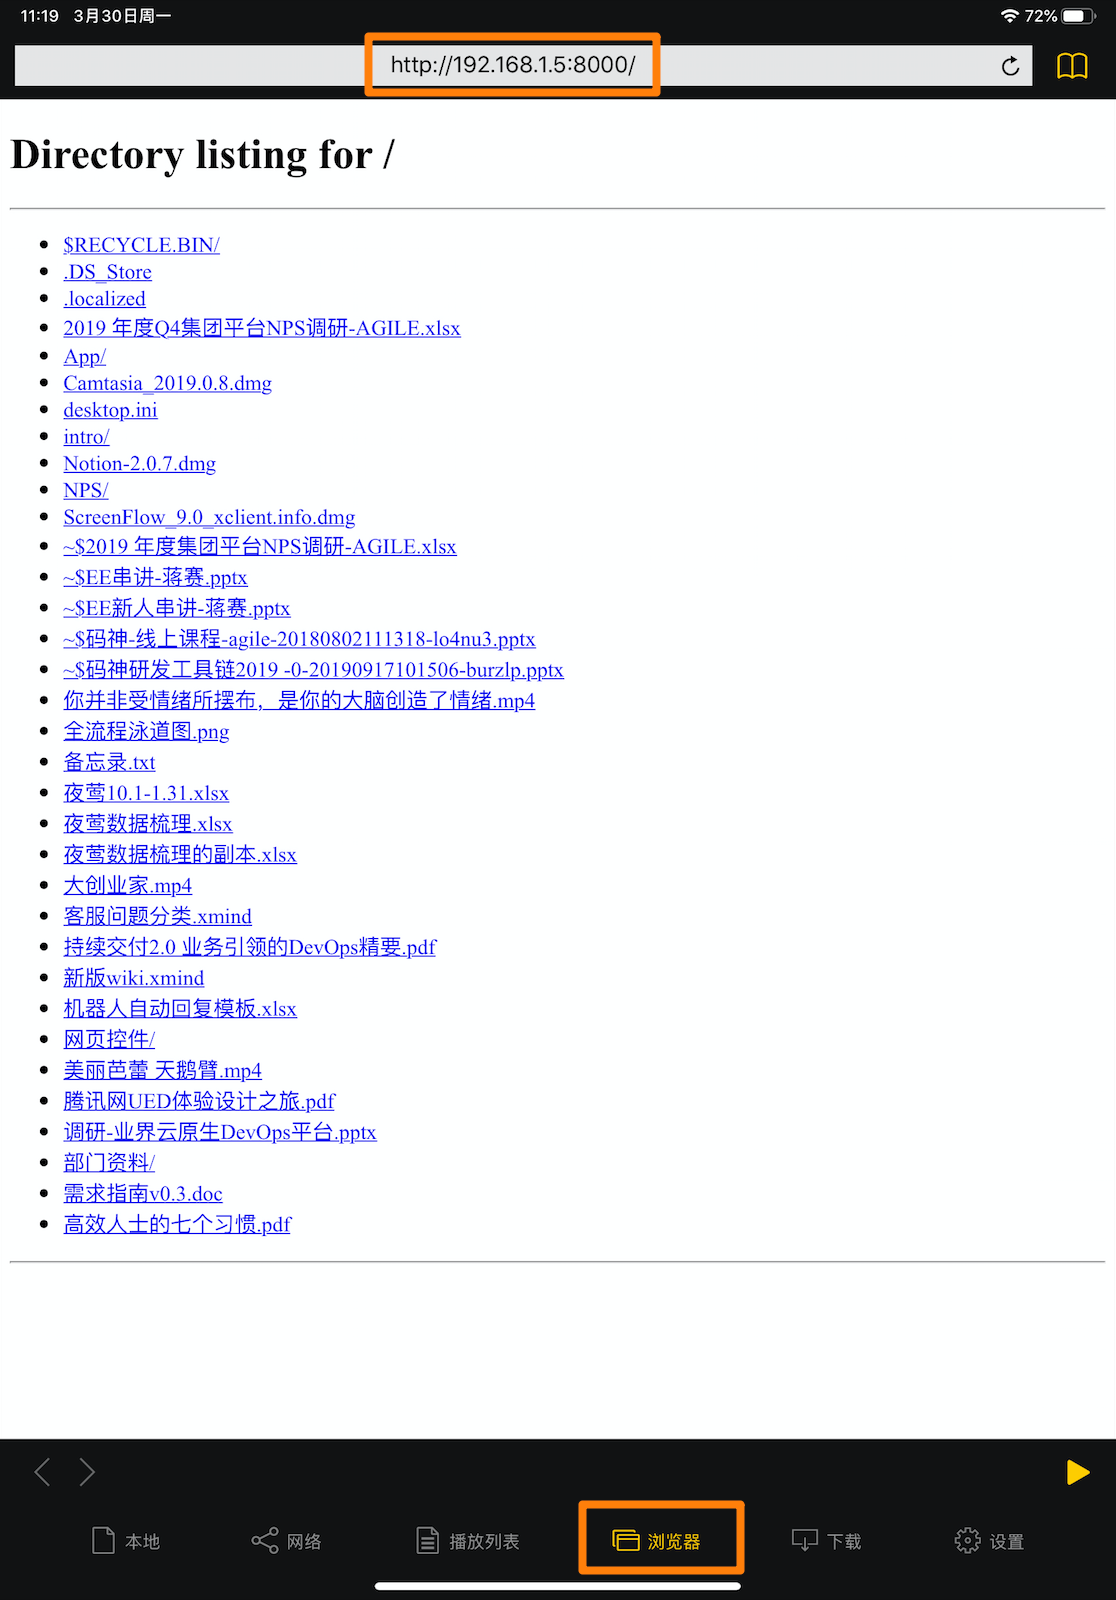 11:19 3月30日周一 72%
http://192.168.1.5:8000/
Directory listing for /
$RECYCLE.BIN/
.DS_Store
.localized
2019 年度Q4集团平台NPS调研-AGILE.xlsx
App/
Camtasia_2019.0.8.dmg
desktop.ini
intro/
Notion-2.0.7.dmg
NPS/
ScreenFlow_9.0_xclient.info.dmg
~$2019 年度集团平台NPS调研-AGILE.xlsx
~$EE串讲-蒋赛.pptx
~$EE新人串讲-蒋赛.pptx
~$码神-线上课程-agile-20180802111318-lo4nu3.pptx
~$码神研发工具链2019 -0-20190917101506-burzlp.pptx
你并非受情绪所摆布，是你的大脑创造了情绪.mp4
全流程泳道图.png
备忘录.txt
夜莺10.1-1.31.xlsx
夜莺数据梳理.xlsx
夜莺数据梳理的副本.xlsx
大创业家.mp4
客服问题分类.xmind
持续交付2.0 业务引领的DevOps精要.pdf
新版wiki.xmind
机器人自动回复模板.xlsx
网页控件/
美丽芭蕾 天鹅臂.mp4
腾讯网UED体验设计之旅.pdf
调研-业界云原生DevOps平台.pptx
部门资料/
需求指南v0.3.doc
高效人士的七个习惯.pdf
本地 网络 播放列表 浏览器 下载 设置